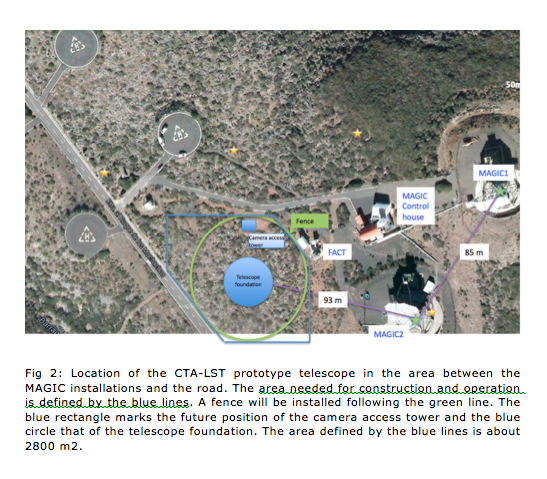 50m
MAGIC1
MAGIC
Control
house
Fence
Camera access
tower
FACT
85 m
Telescope
foundation
93 m
MAGIC2
Fig 2: Location of the CTA-LST prototype telescope in the area between the
MAGIC installations and the road. The area needed for construction and operation
is defined by the blue lines. A fence will be installed following the green line. The
blue rectangle marks the future position of the camera access tower and the blue
circle that of the telescope foundation. The area defined by the blue lines is about
2800 m2.